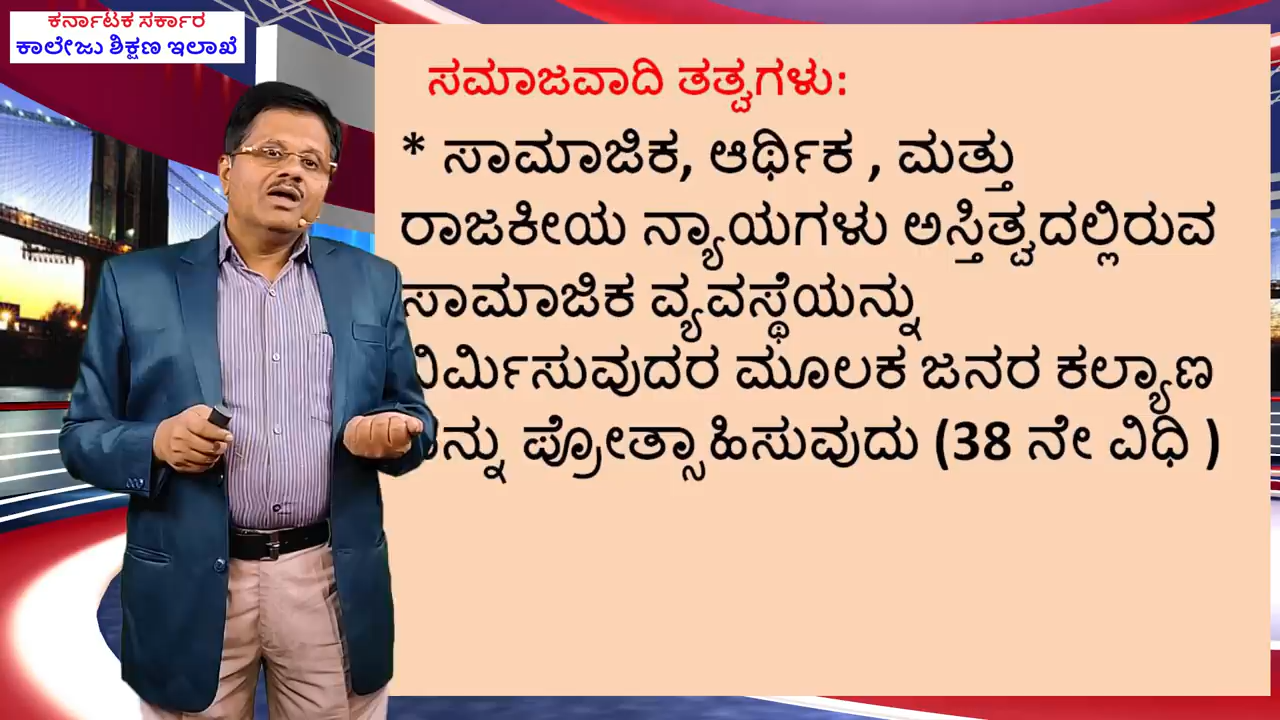 ಕರ್ನಾಟಕ ಸರ್ಕಾರ
ಕಾಲೇಜು ಶಿಕ್ಷಣ ಇಲಾಖೆ
ಸಮಾಜವಾದಿ ತತ್ವಗಳು:
* ಸಾಮಾಜಿಕ, ಆರ್ಥಿಕ , ಮತ್ತು
ರಾಜಕೀಯ ನ್ಯಾಯಗಳು ಅಸ್ತಿತ್ವದಲ್ಲಿರುವ
ಸಾಮಾಜಿಕ ವ್ಯವಸ್ಥೆಯನ್ನು
ನಿರ್ಮಿಸುವುದರ ಮೂಲಕ ಜನರ ಕಲ್ಯಾಣ
ಪ್ರೋತ್ಸಾಹಿಸುವುದು (38 ನೇ ವಿಧಿ )